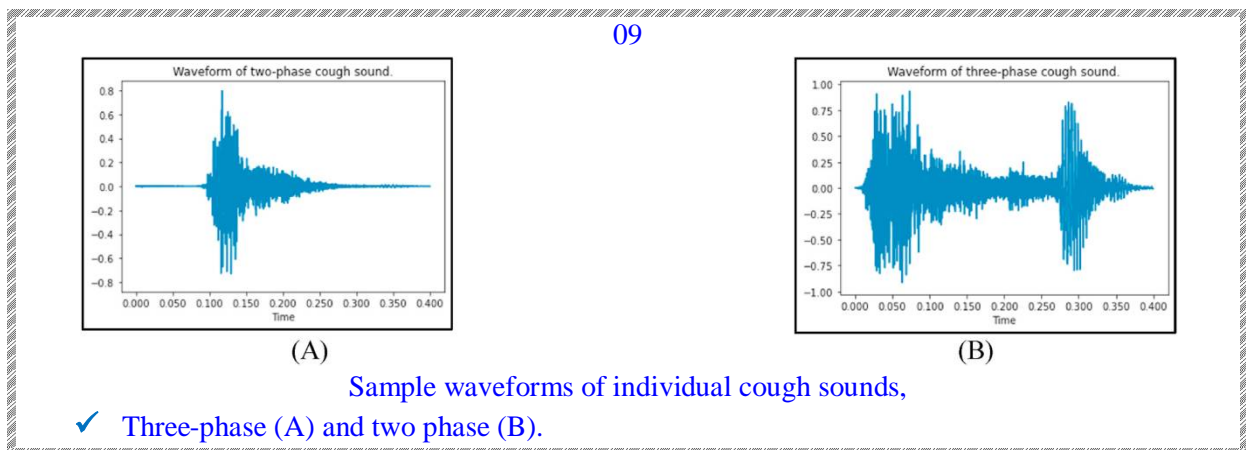 09
Waveform of two-phase cough sound.
0.8
0.6
0.4
0.2
0.0
−0.2
−0.4
−0.6
−0.8
0.000 0.050 0.100 0.150 0.200 0.250 0.300 0.350 0.400
Time
(A)
Waveform of three-phase cough sound.
1.00
0.75
0.50
0.25
0.00
−0.25
−0.50
−0.75
−1.00
0.000 0.050 0.100 0.150 0.200 0.250 0.300 0.350 0.400
Time
(B)
Sample waveforms of individual cough sounds,
✓ Three-phase (A) and two phase (B).